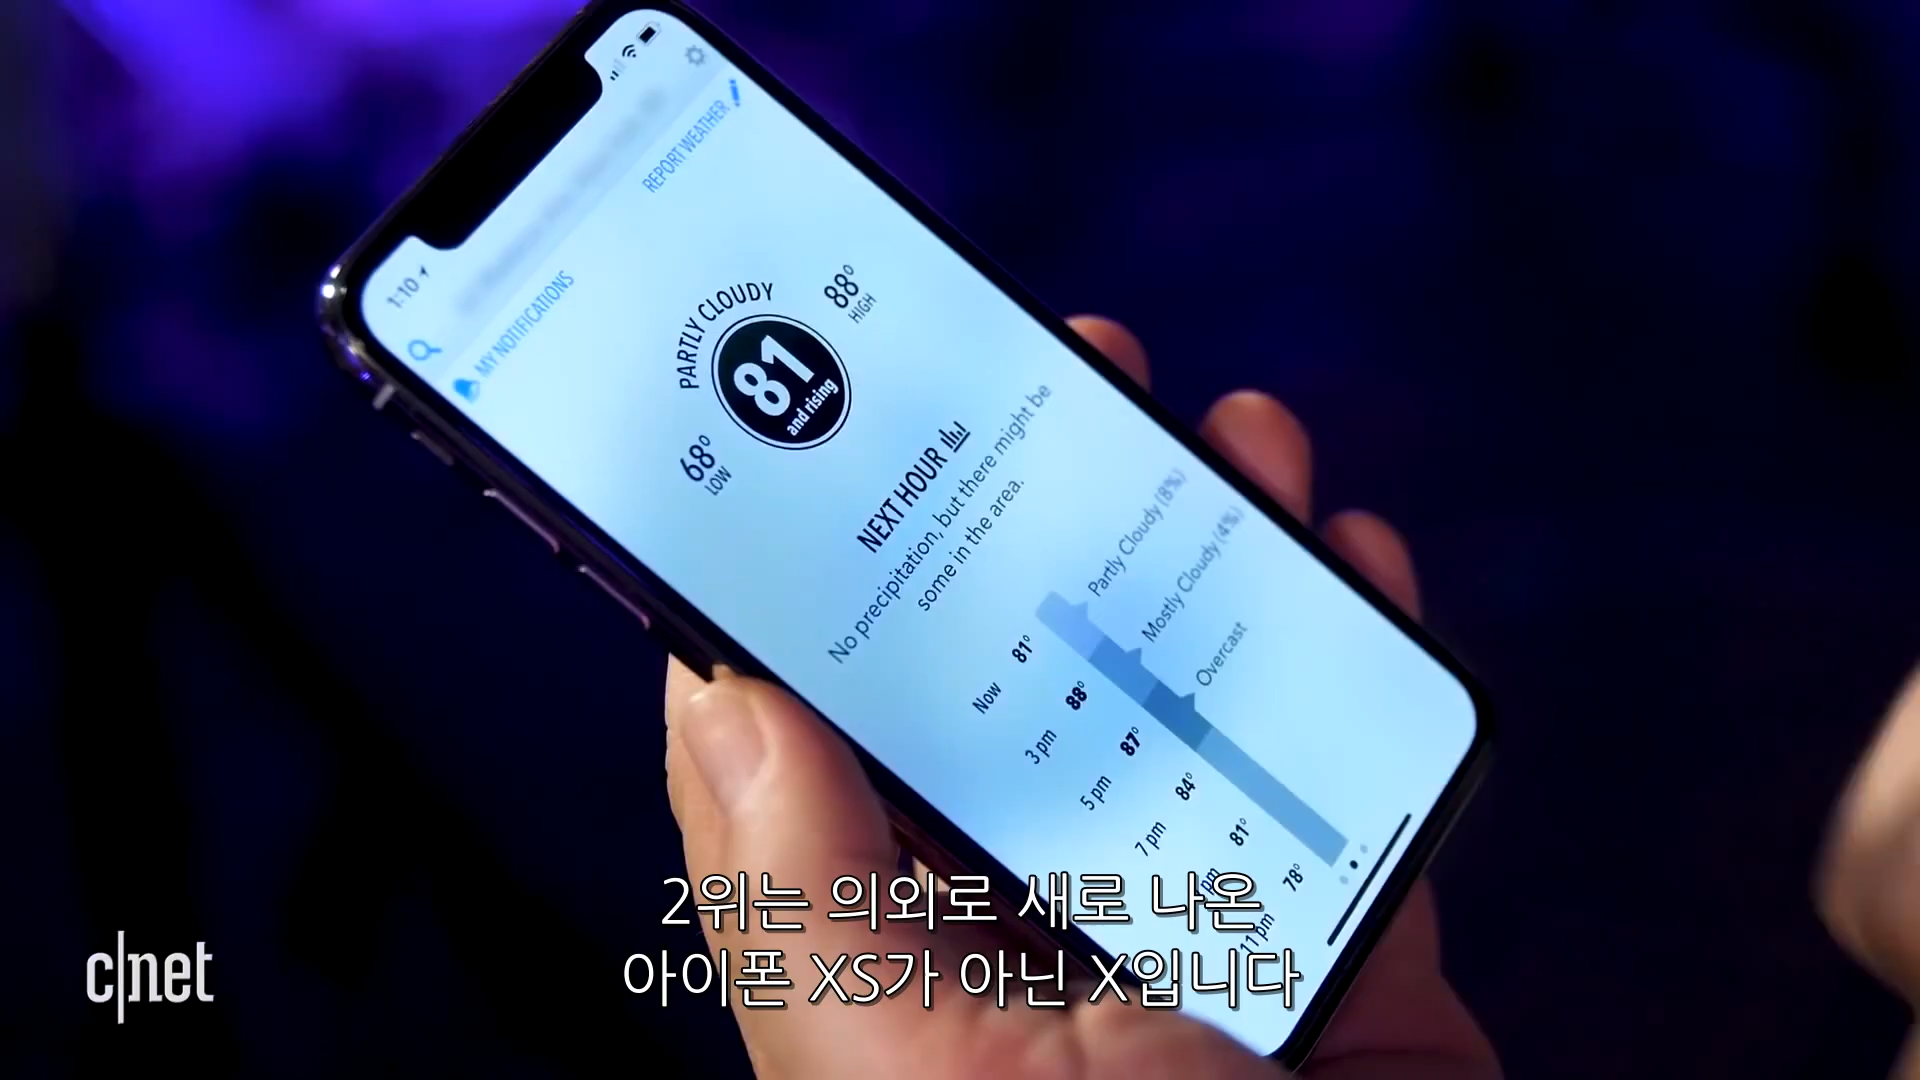 1:10
REPORT WEATHER
MY NOTIFICATIONS
PARTLY CLOUDY
81
and rising
88° HIGH
68° LOW
NEXT HOUR
No precipitation, but there might be
some in the area.
Now 81° Partly Cloudy (8%)
3 pm 88° Mostly Cloudy (4%)
5 pm 87° Overcast
7 pm 84°
pm 81°
11 pm 78°
2위는 의외로 새로 나온
아이폰 XS가 아닌 X입니다
c|net